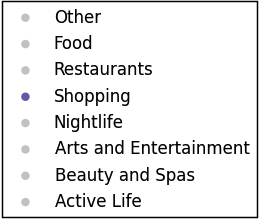 Other
Food
Restaurants
Shopping
Nightlife
Arts and Entertainment
Beauty and Spas
Active Life